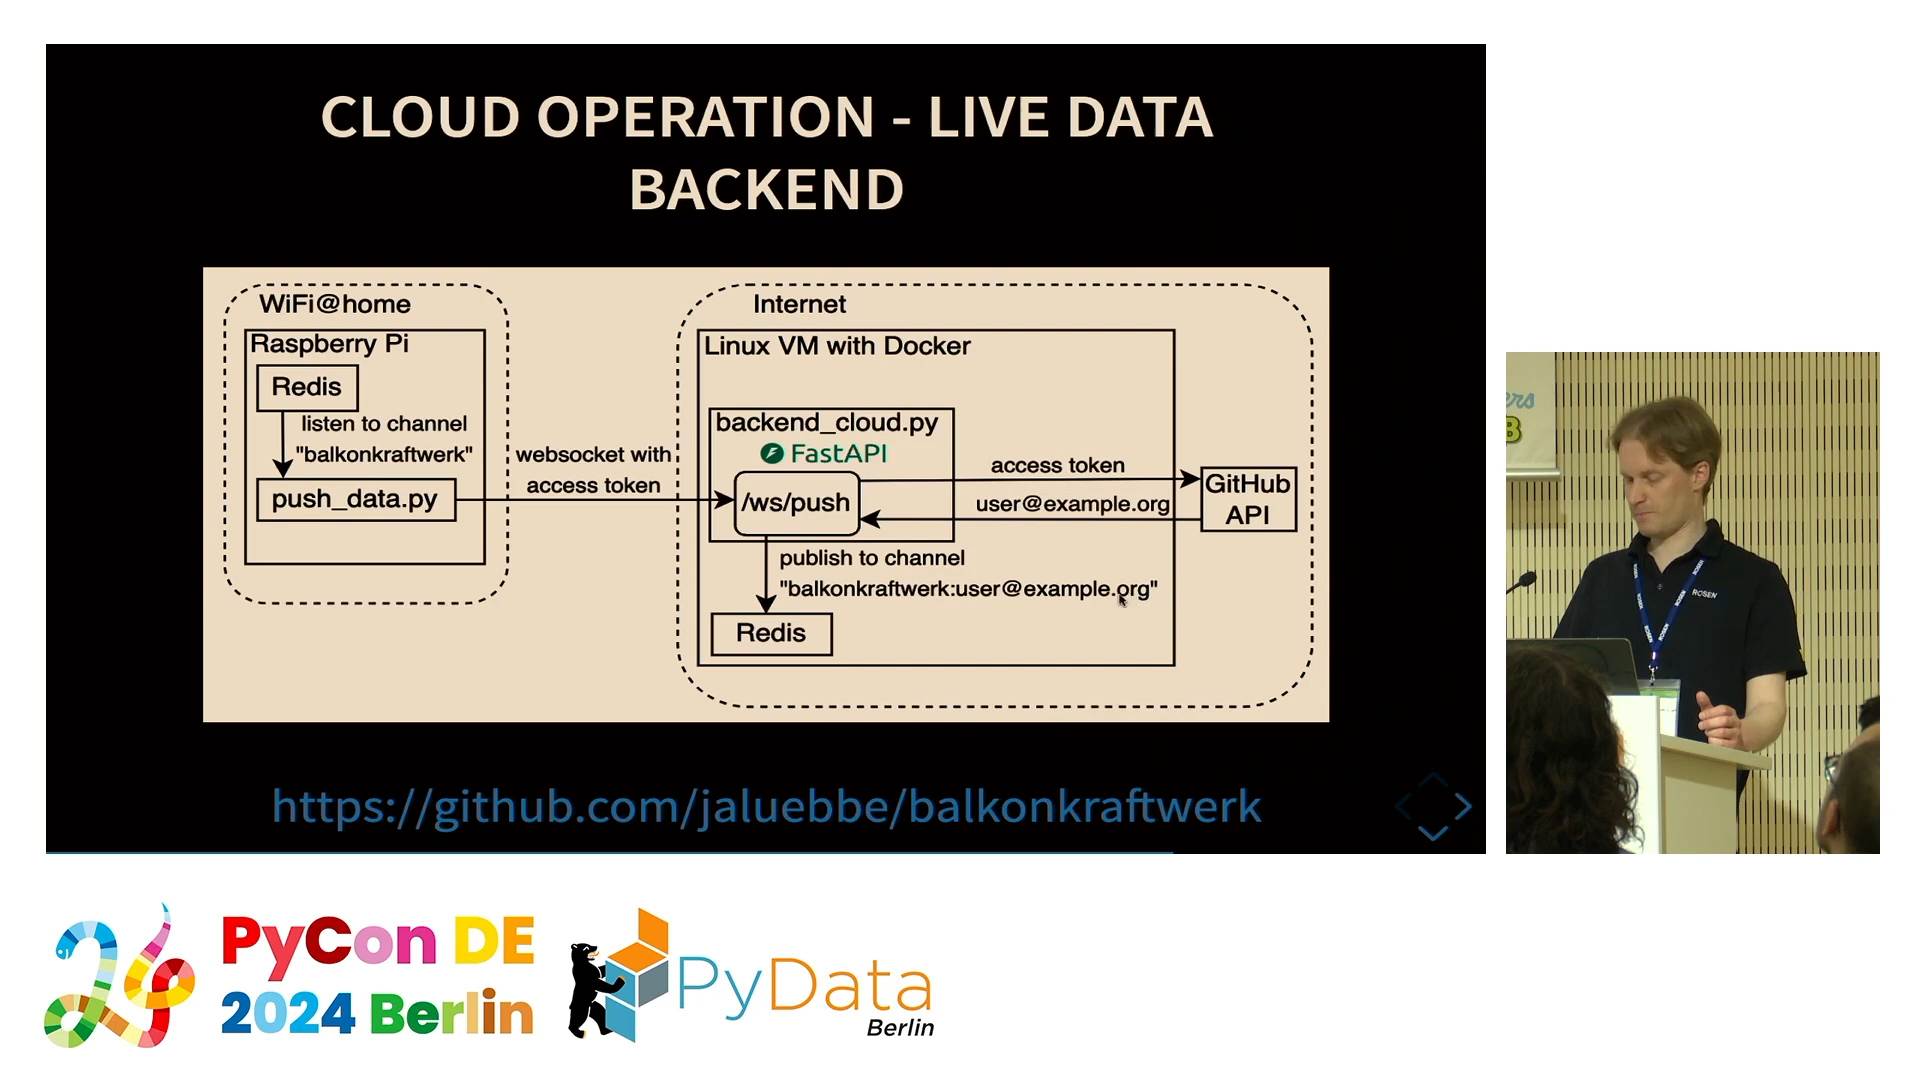 CLOUD OPERATION - LIVE DATA
BACKEND
WiFi@home
Raspberry Pi
Redis
listen to channel
"balkonkraftwerk"
push_data.py
websocket with
access token
Internet
Linux VM with Docker
backend_cloud.py
FastAPI
/ws/push
access token
user@example.org
GitHub
API
publish to channel
"balkonkraftwerk:user@example.org"
Redis
https://github.com/jaluebbe/balkonkraftwerk
ROSEN
PyCon DE
2024 Berlin
PyData
Berlin